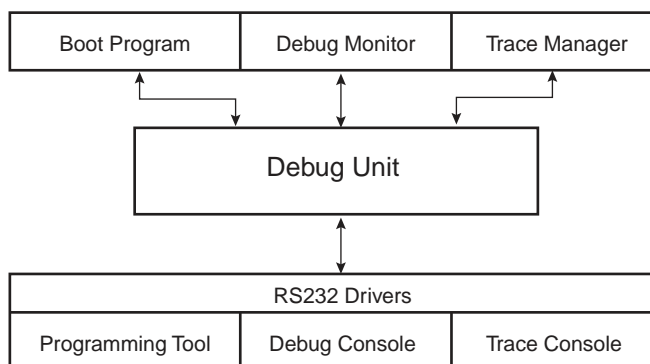 Boot Program
Debug Monitor
Trace Manager
Debug Unit
RS232 Drivers
Programming Tool
Debug Console
Trace Console